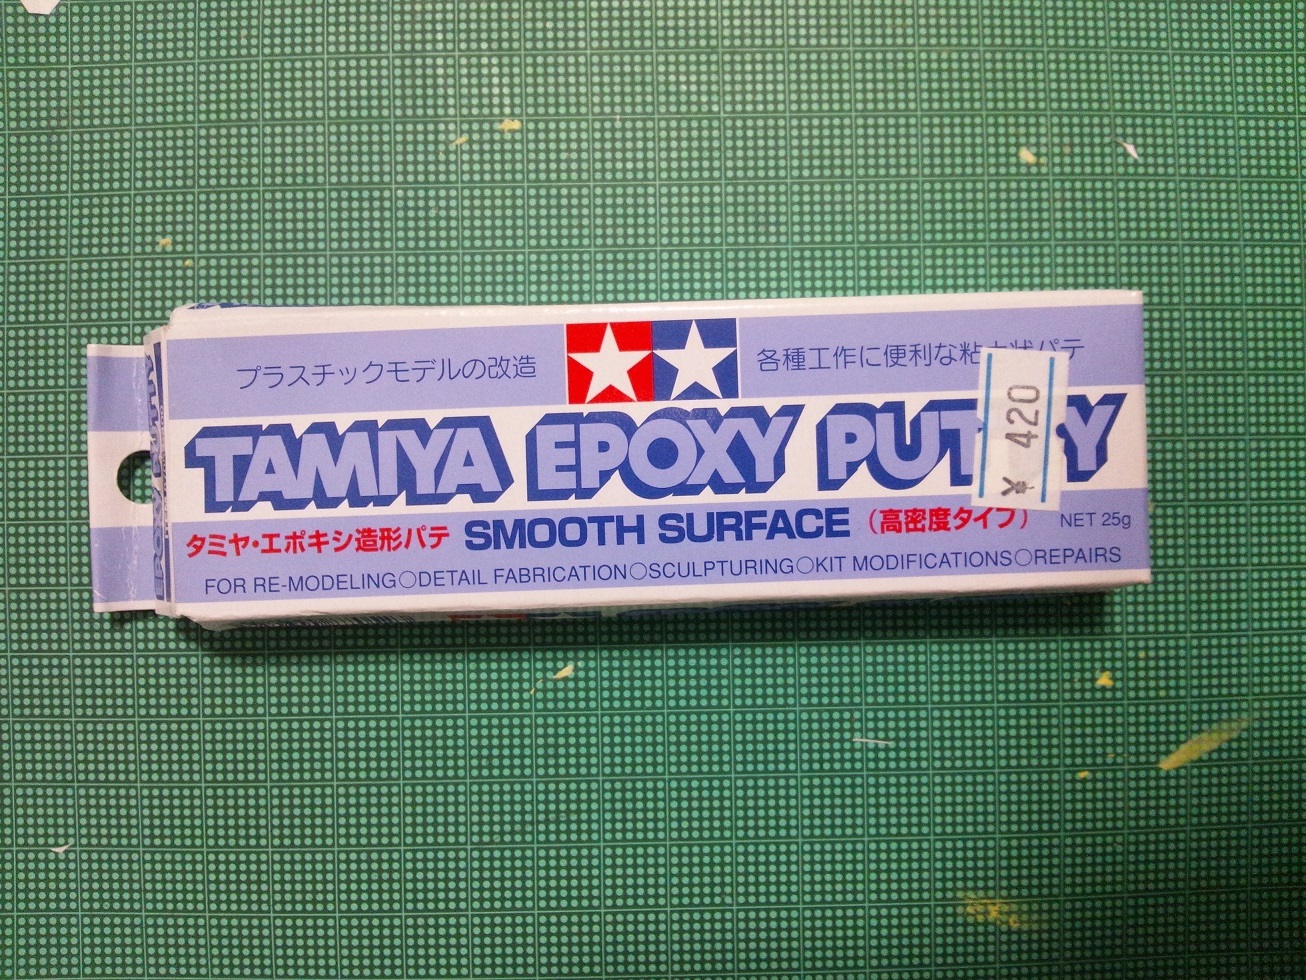 プラスチックモデルの改造
各種工作に便利な粘土状パテ
TAMIYA EPOXY PUTTY
¥ 420
タミヤ・エポキシ造形パテ SMOOTH SURFACE (高密度タイプ) NET 25g
FOR RE-MODELING○DETAIL FABRICATION○SCULPTURING○KIT MODIFICATIONS○REPAIRS